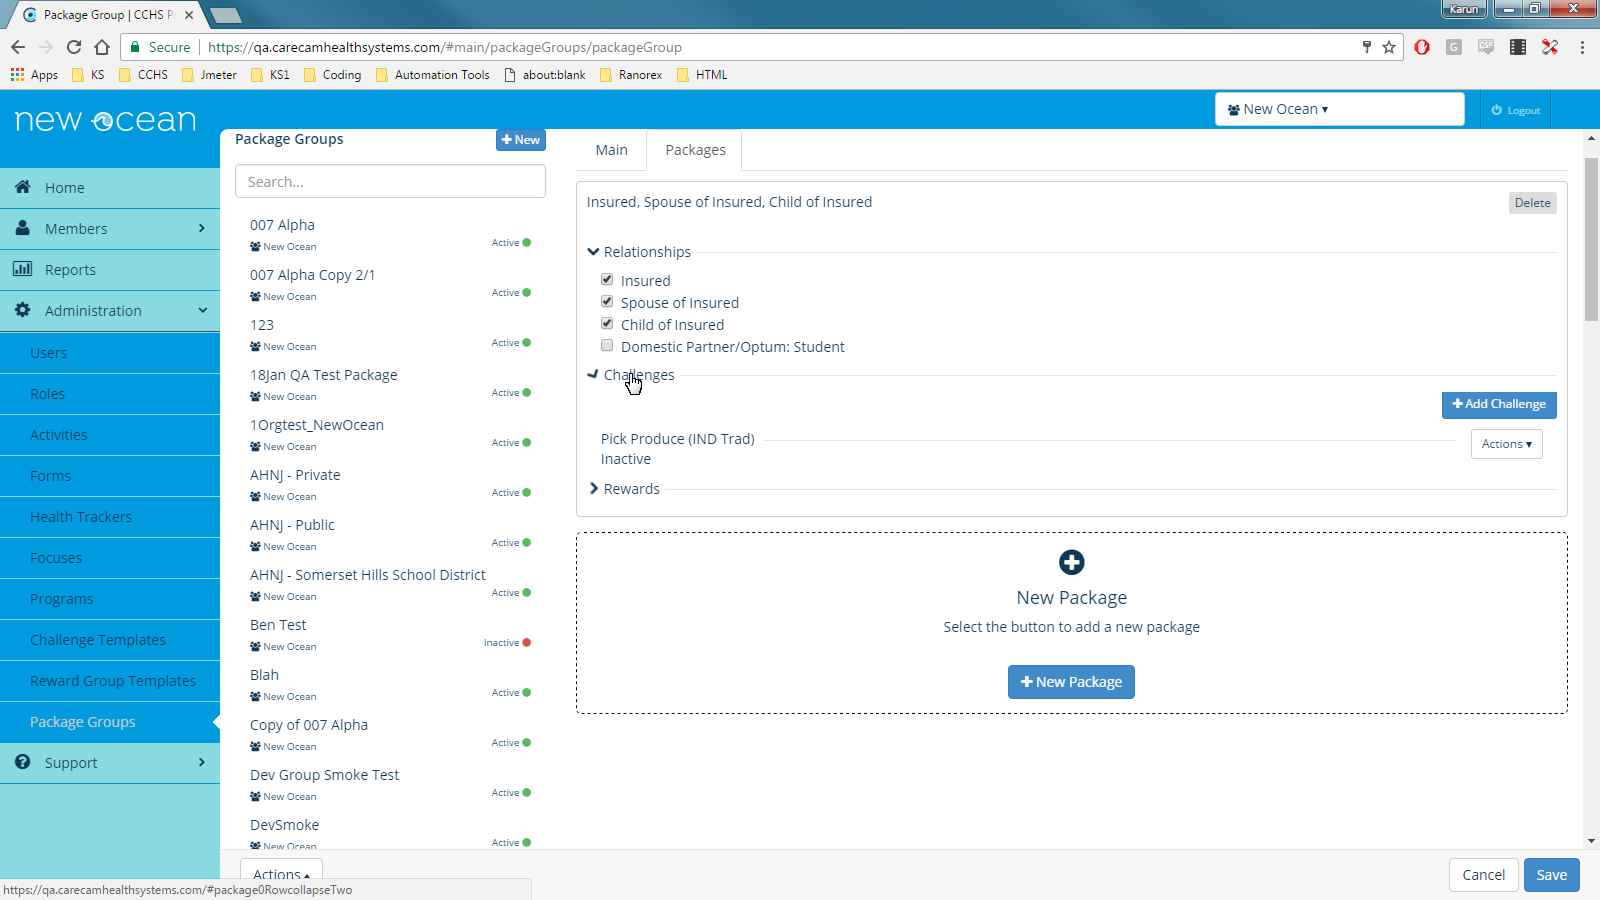 Package Group | CCHS P
Karun
Secure
https://qa.carecamhealthsystems.com/#main/packageGroups/packageGroup
Apps
KS
CCHS
Jmeter
KS1
Coding
Automation Tools
about:blank
Ranorex
HTML
new ocean
New Ocean ▾
Logout
Home
Members
Reports
Administration
Users
Roles
Activities
Forms
Health Trackers
Focuses
Programs
Challenge Templates
Reward Group Templates
Package Groups
Support
Package Groups
+ New
Search...
007 Alpha
New Ocean
Active
007 Alpha Copy 2/1
New Ocean
Active
123
New Ocean
Active
18Jan QA Test Package
New Ocean
Active
1Orgtest_NewOcean
New Ocean
Active
AHNJ - Private
New Ocean
Active
AHNJ - Public
New Ocean
Active
AHNJ - Somerset Hills School District
New Ocean
Active
Ben Test
New Ocean
Inactive
Blah
New Ocean
Active
Copy of 007 Alpha
New Ocean
Active
Dev Group Smoke Test
New Ocean
Active
DevSmoke
New Ocean
Active
Main
Packages
Insured, Spouse of Insured, Child of Insured
Delete
Relationships
Insured
Spouse of Insured
Child of Insured
Domestic Partner/Optum: Student
Challenges
+ Add Challenge
Pick Produce (IND Trad)
Inactive
Actions ▾
Rewards
New Package
Select the button to add a new package
+ New Package
Actions
Cancel
Save
https://qa.carecamhealthsystems.com/#package0RowcollapseTwo